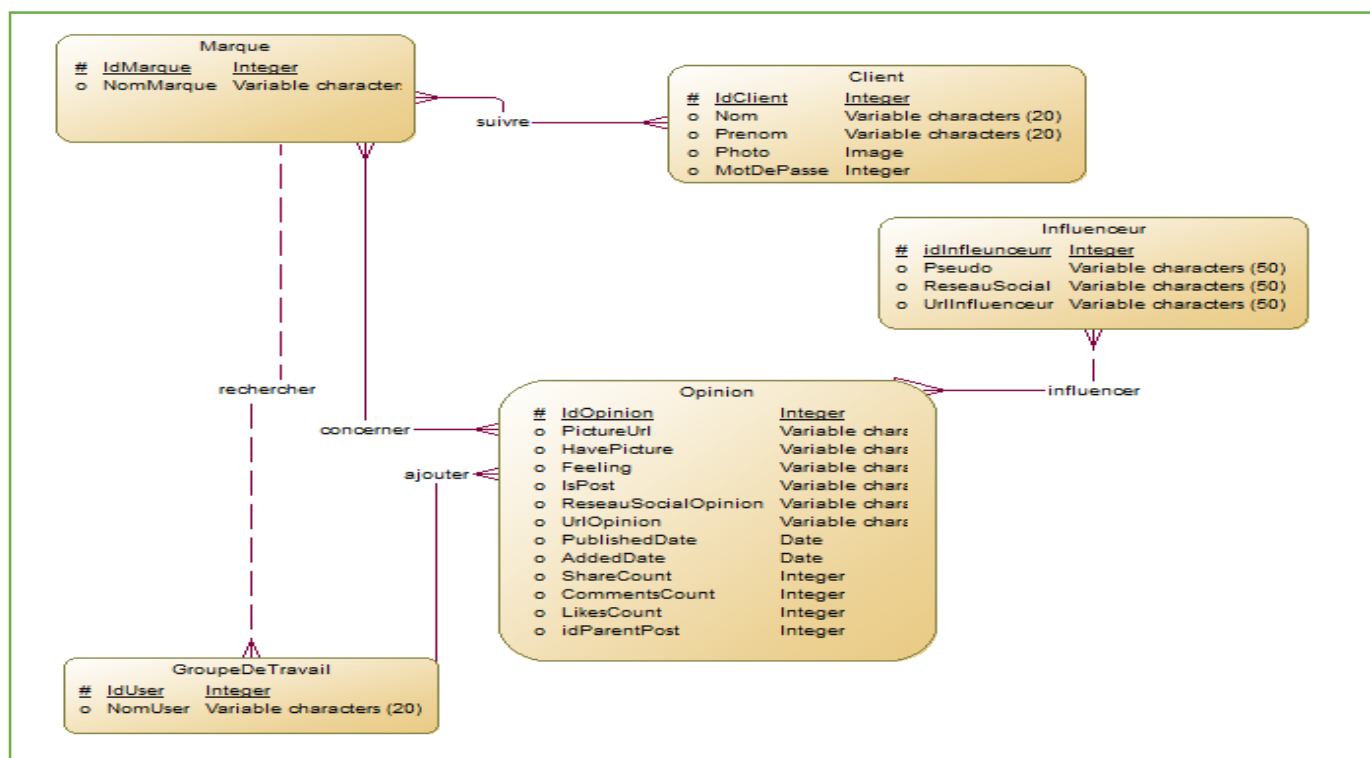 Marque
# IdMarque Integer
o NomMarque Variable character
suivre
Client
# IdClient Integer
o Nom Variable characters (20)
o Prenom Variable characters (20)
o Photo Image
o MotDePasse Integer
Influenceur
# idInfleunceurr Integer
o Pseudo Variable characters (50)
o ReseauSocial Variable characters (50)
o UrlInfluenceur Variable characters (50)
rechercher
concerner
ajouter
influencer
Opinion
# IdOpinion Integer
o PictureUrl Variable chara
o HavePicture Variable chara
o Feeling Variable chara
o IsPost Variable chara
o ReseauSocialOpinion Variable chara
o UrlOpinion Variable chara
o PublishedDate Date
o AddedDate Date
o ShareCount Integer
o CommentsCount Integer
o LikesCount Integer
o idParentPost Integer
GroupeDeTravail
# IdUser Integer
o NomUser Variable characters (20)